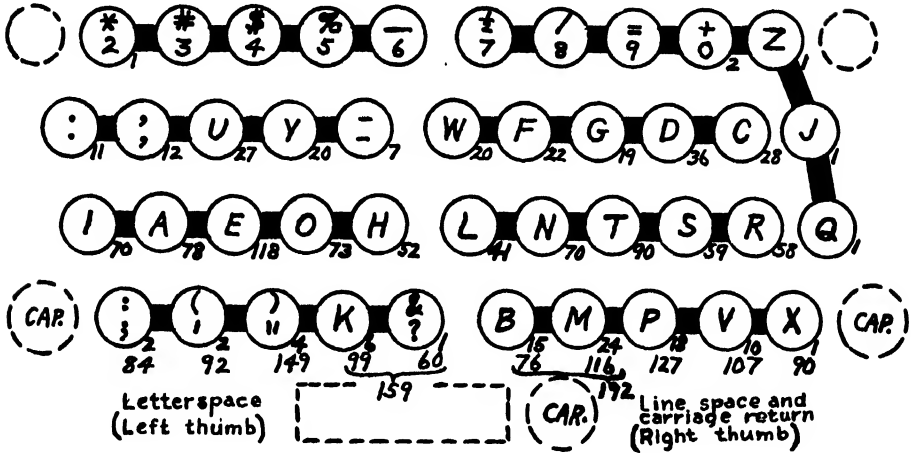 * # $ % — ± / = + Z
2 1 3 4 5 6 7 8 9 0 2 1
: 11 ; 12 U 27 Y 20 - 7 W 20 F 22 G 19 D 36 C 28 J 1
I 70 A 78 E 118 O 73 H 52 L 41 N 70 T 90 S 59 R 58 Q 1
CAP. : ; 2 ( ' 2 ) " 4 K 6 & ? 1 B 15 M 24 P 18 V 10 X 1 CAP.
84 92 149 99 60 76 116 127 107 90
159 192
Letterspace
(Left thumb)
CAR.
Line space and
carriage return
(Right thumb)